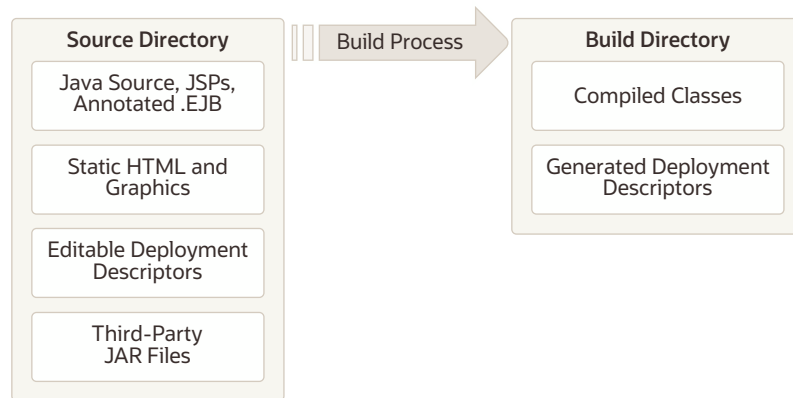 Source Directory
Java Source, JSPs,
Annotated .EJB
Static HTML and
Graphics
Editable Deployment
Descriptors
Third-Party
JAR Files
Build Process
Build Directory
Compiled Classes
Generated Deployment
Descriptors